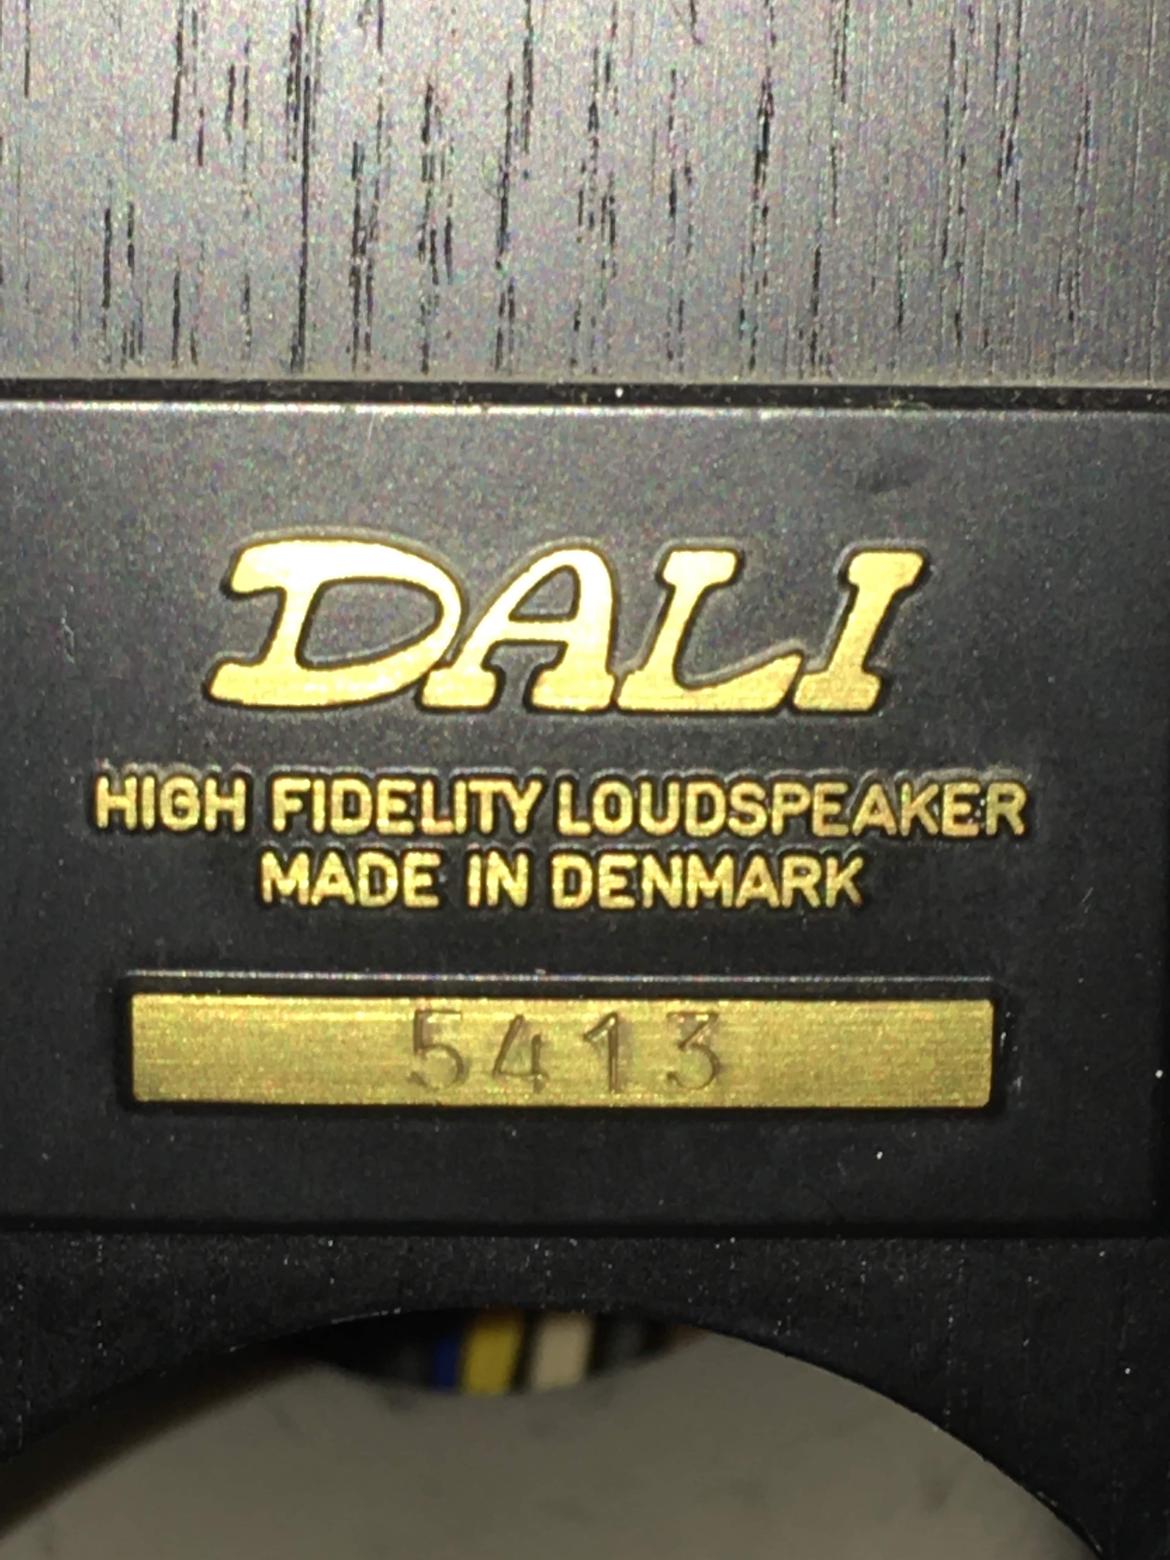 DALI
HIGH FIDELITY LOUDSPEAKER
MADE IN DENMARK
5413